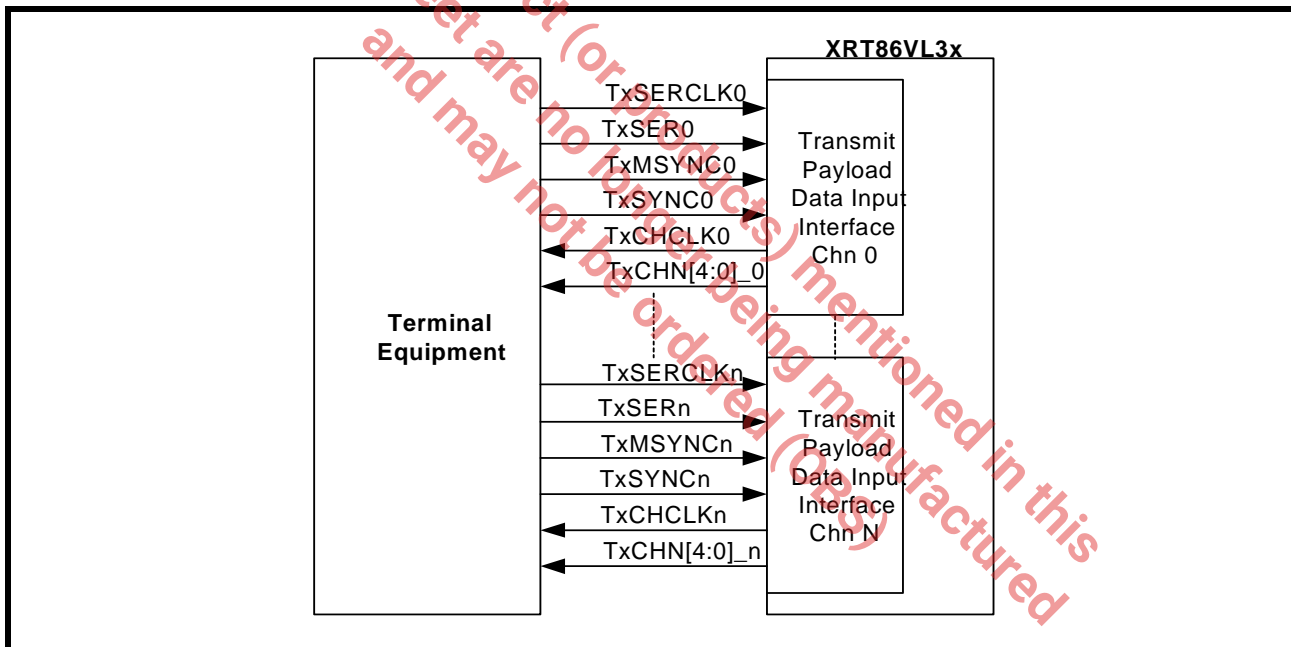 XRT86VL3x
TxSERCLK0
TxSER0
TxMSYNC0
TxSYNC0
TxCHCLK0
TxCHN[4:0]_0
Transmit
Payload
Data Input
Interface
Chn 0
Terminal
Equipment
TxSERCLKn
TxSERn
TxMSYNCn
TxSYNCn
TxCHCLKn
TxCHN[4:0]_n
Transmit
Payload
Data Input
Interface
Chn N
ct (or products) mentioned in this
eet are no longer being manufactured
and may not be ordered (OBS)